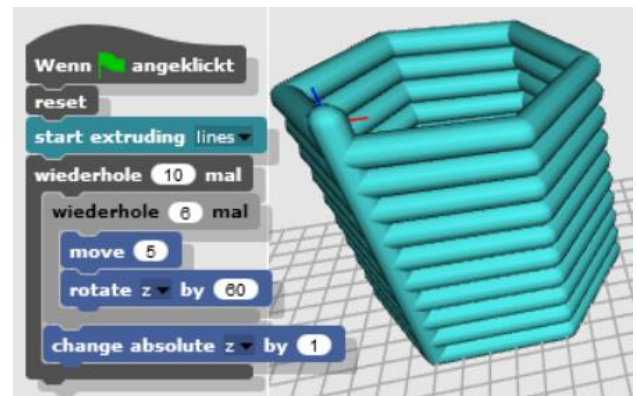 Wenn angeklickt
reset
start extruding lines
wiederhole 10 mal
wiederhole 6 mal
move 5
rotate z by 60
change absolute z by 1